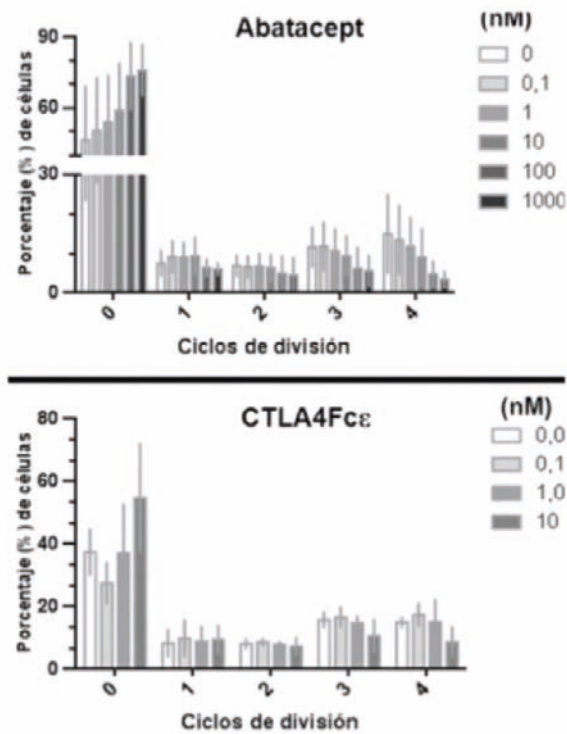 Abatacept
(nM)
0
0,1
1
10
100
1000
Porcentaje (%) de células
90
60
30
0
0 1 2 3 4
Ciclos de división
CTLA4Fcε
(nM)
0,0
0,1
1,0
10
Porcentaje (%) de células
80
60
40
20
0
0 1 2 3 4
Ciclos de división